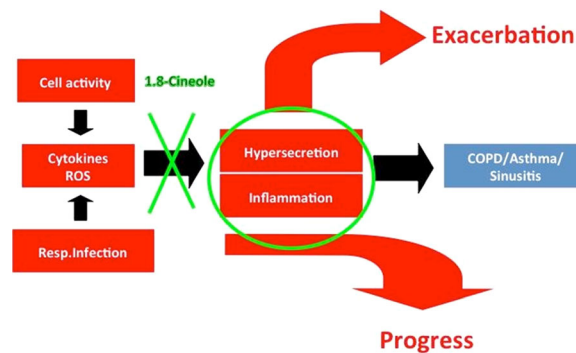 Exacerbation
Cell activity
1.8-Cineole
Cytokines
ROS
Hypersecretion
Inflammation
COPD/Asthma/
Sinusitis
Resp.Infection
Progress